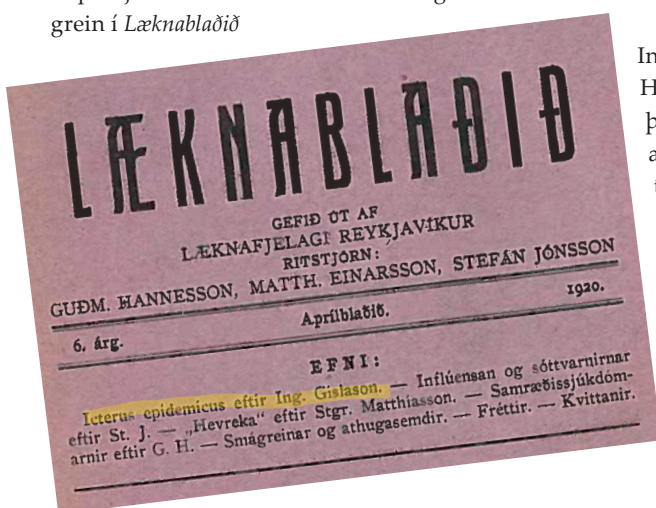 grein í Læknablaðið
In
H
þ
a
LÆKNABLAÐIÐ
GEFIÐ ÚT AF
LÆKNAFJELAGI REYKJAVÍKUR
RITSTJÓRN:
GUÐM. HANNESSON, MATTH. EINARSSON, STEFÁN JÓNSSON
6. árg. Aprílblaðið. 1920.
EFNI:
Icterus epidemicus eftir Ing. Gíslason. — Inflúensan og sóttvarnirnar
eftir St. J. — „Hevreka“ eftir Stgr. Matthíasson. — Samræðissjúkdóm-
arnir eftir G. H. — Smágreinar og athugasemdir. — Fréttir. — Kvittanir.